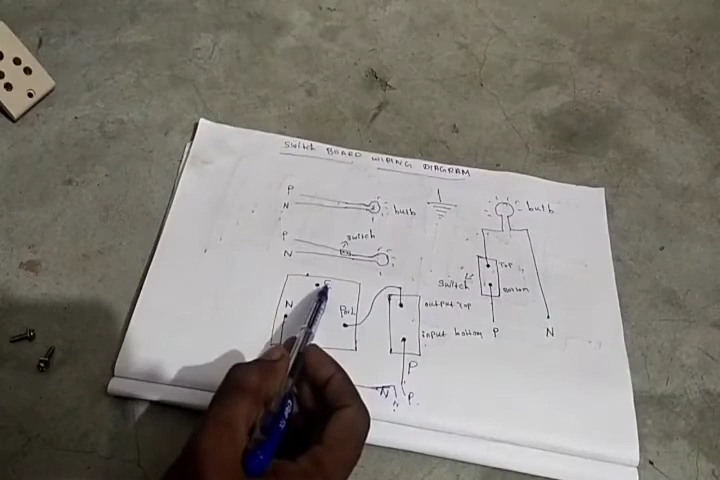 Switch BOARD WIRING DIAGRAM
P
N
bulb
bulb
P
N
Switch
Top
Switch
Bottom
P
N
E
N
output Top
input bottom
P
N
P